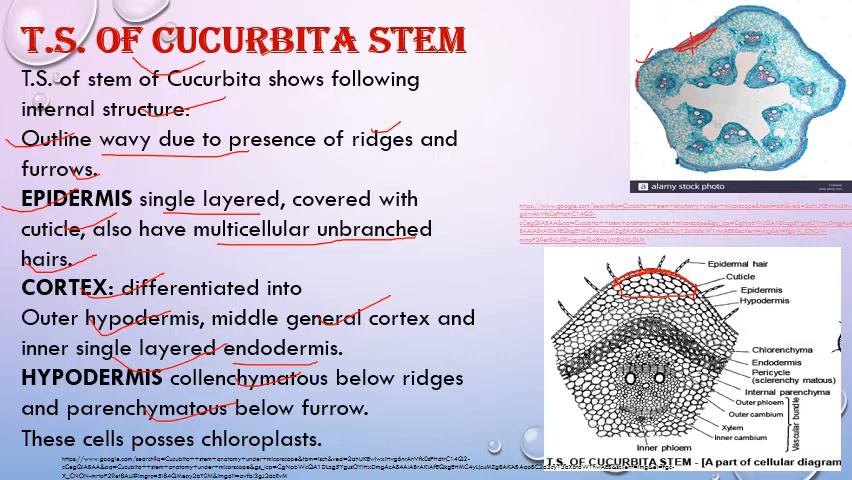 T.S. OF CUCURBITA STEM
T.S. of stem of Cucurbita shows following
internal structure:
Outline wavy due to presence of ridges and
furrows.
EPIDERMIS single layered, covered with
cuticle, also have multicellular unbranched
hairs.
CORTEX: differentiated into
Outer hypodermis, middle general cortex and
inner single layered endodermis.
HYPODERMIS collenchymatous below ridges
and parenchymatous below furrow.
These cells posses chloroplasts.
a alamy stock photo
Epidermal hair
Cuticle
Epidermis
Hypodermis
Chlorenchyma
Endodermis
Pericycle
(sclerenchy matous)
Internal parenchyma
Outer phloem
Outer cambium
Xylem
Inner cambium
Inner phloem
Vascular bundle
T.S. OF CUCURBITA STEM - [A part of cellular diagram